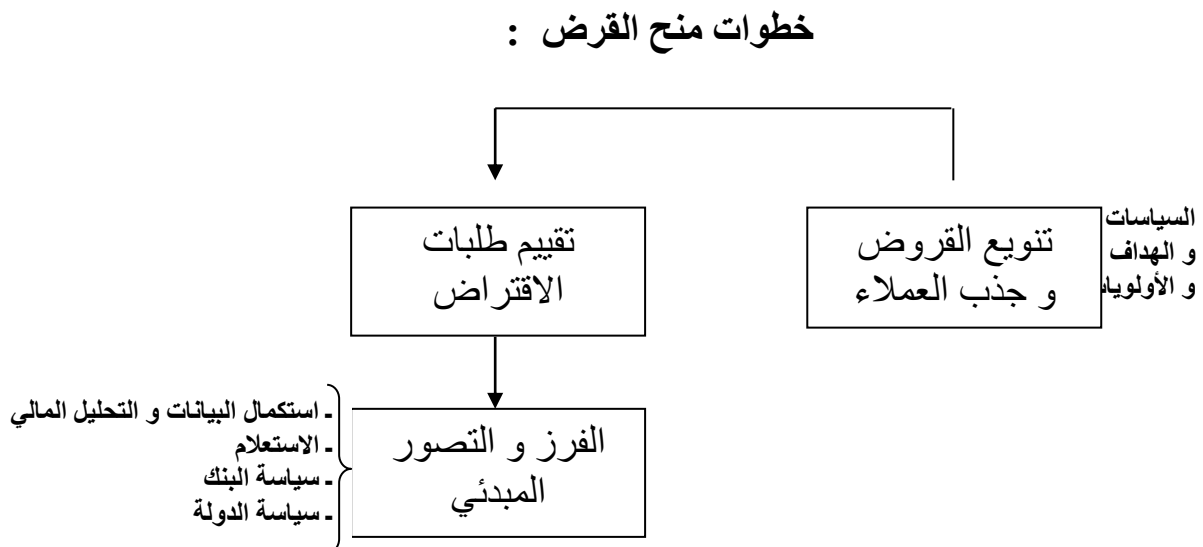 خطوات منح القرض :
السياسات
و الهداف
و الأولويا
تنويع القروض
و جذب العملاء
تقييم طلبات
الاقتراض
الفرز و التصور
المبدئي
ـ استكمال البيانات و التحليل المالي
ـ الاستعلام
ـ سياسة البنك
ـ سياسة الدولة